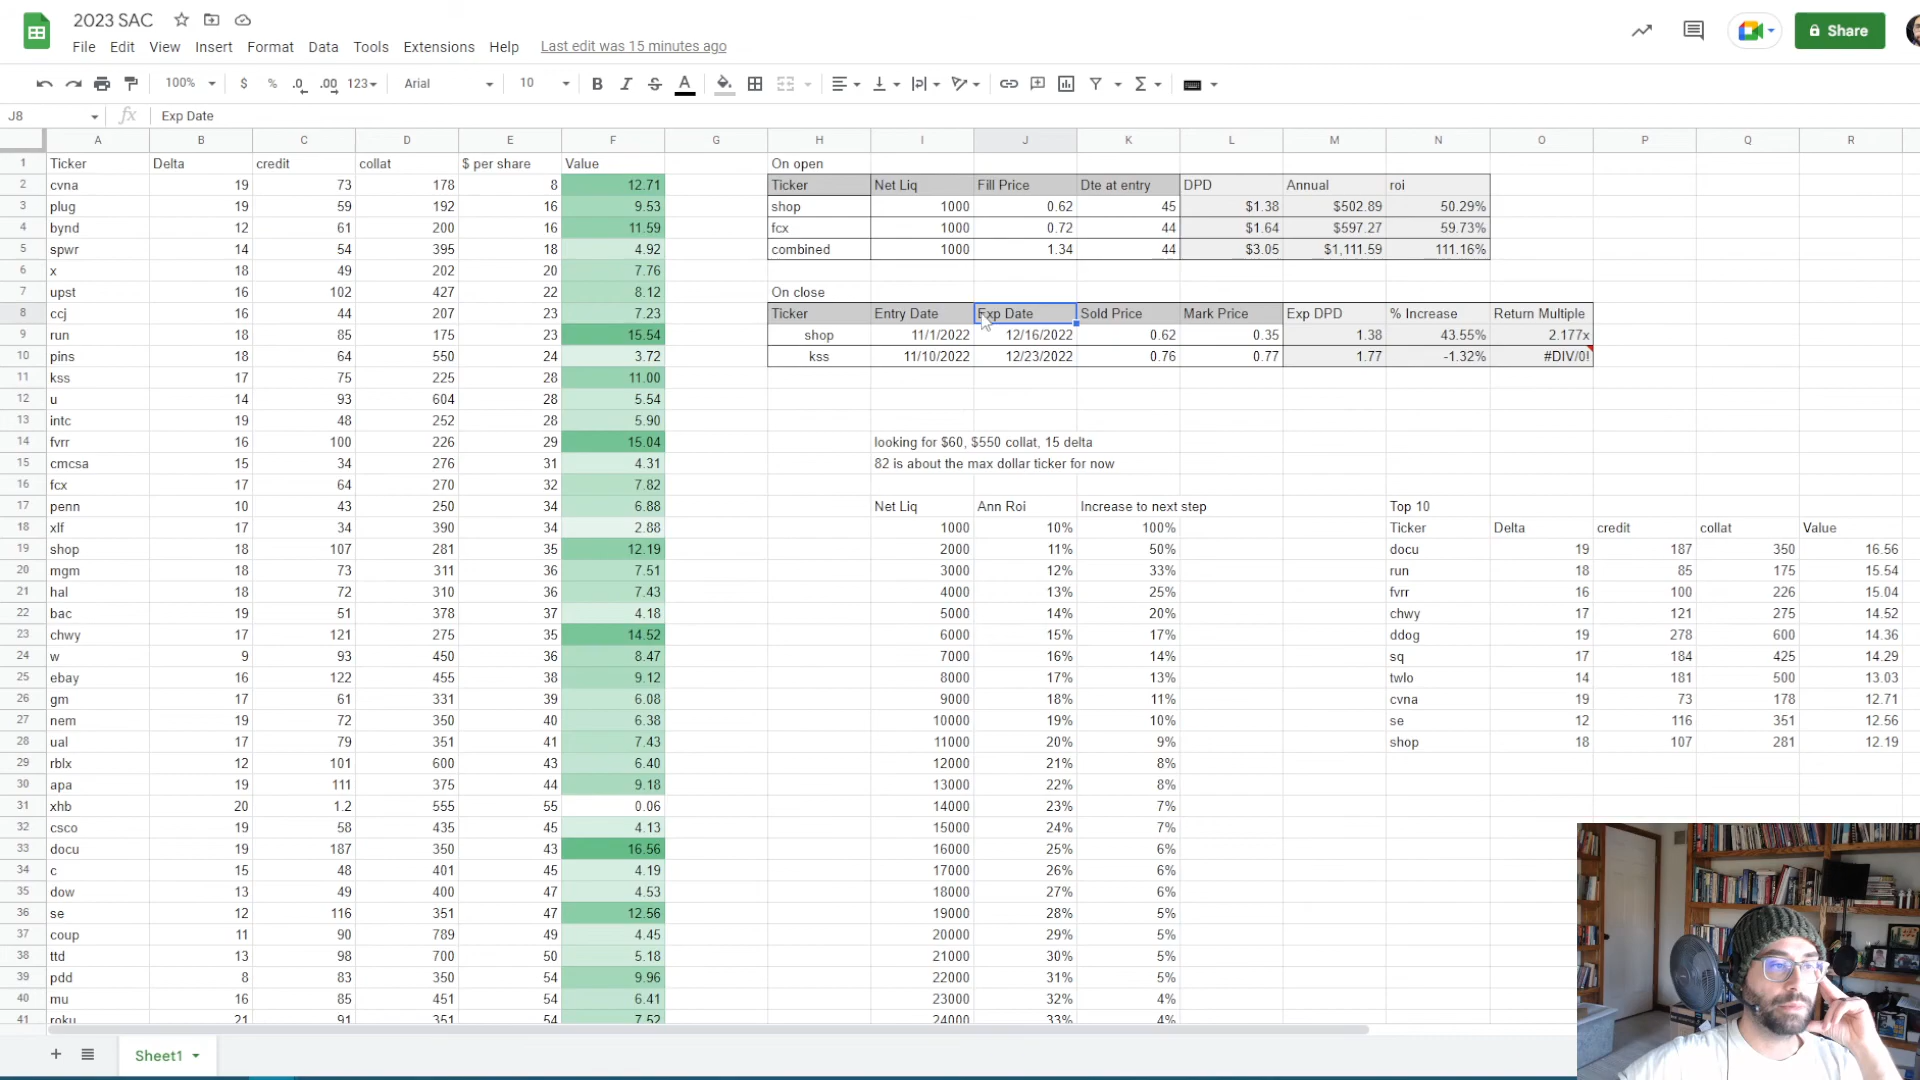 2023 SAC
File Edit View Insert Format Data Tools Extensions Help Last edit was 15 minutes ago
Share
100% $ % .0 .00 123 Arial 10 B I S A
J8 fx Exp Date
A B C D E F G H I J K L M N O P Q R
1 Ticker Delta credit collat $ per share Value On open
2 cvna 19 73 178 8 12.71 Ticker Net Liq Fill Price Dte at entry DPD Annual roi
3 plug 19 59 192 16 9.53 shop 1000 0.62 45 $1.38 $502.89 50.29%
4 bynd 12 61 200 16 11.59 fcx 1000 0.72 44 $1.64 $597.27 59.73%
5 spwr 14 54 395 18 4.92 combined 1000 1.34 44 $3.05 $1,111.59 111.16%
6 x 18 49 202 20 7.76
7 upst 16 102 427 22 8.12 On close
8 ccj 16 44 207 23 7.23 Ticker Entry Date Exp Date Sold Price Mark Price Exp DPD % Increase Return Multiple
9 run 18 85 175 23 15.54 shop 11/1/2022 12/16/2022 0.62 0.35 1.38 43.55% 2.177x
10 pins 18 64 550 24 3.72 kss 11/10/2022 12/23/2022 0.76 0.77 1.77 -1.32% #DIV/0!
11 kss 17 75 225 28 11.00
12 u 14 93 604 28 5.54
13 intc 19 48 252 28 5.90
14 fvrr 16 100 226 29 15.04 looking for $60, $550 collat, 15 delta
15 cmcsa 15 34 276 31 4.31 82 is about the max dollar ticker for now
16 fcx 17 64 270 32 7.82
17 penn 10 43 250 34 6.88 Net Liq Ann Roi Increase to next step Top 10
18 xlf 17 34 390 34 2.88 1000 10% 100% Ticker Delta credit collat Value
19 shop 18 107 281 35 12.19 2000 11% 50% docu 19 187 350 16.56
20 mgm 18 73 311 36 7.51 3000 12% 33% run 18 85 175 15.54
21 hal 18 72 310 36 7.43 4000 13% 25% fvrr 16 100 226 15.04
22 bac 19 51 378 37 4.18 5000 14% 20% chwy 17 121 275 14.52
23 chwy 17 121 275 35 14.52 6000 15% 17% ddog 19 278 600 14.36
24 w 9 93 450 36 8.47 7000 16% 14% sq 17 184 425 14.29
25 ebay 16 122 455 38 9.12 8000 17% 13% twlo 14 181 500 13.03
26 gm 17 61 331 39 6.08 9000 18% 11% cvna 19 73 178 12.71
27 nem 19 72 350 40 6.38 10000 19% 10% se 12 116 351 12.56
28 ual 17 79 351 41 7.43 11000 20% 9% shop 18 107 281 12.19
29 rblx 12 101 600 43 6.40 12000 21% 8%
30 apa 19 111 375 44 9.18 13000 22% 8%
31 xhb 20 1.2 555 55 0.06 14000 23% 7%
32 csco 19 58 435 45 4.13 15000 24% 7%
33 docu 19 187 350 43 16.56 16000 25% 6%
34 c 15 48 401 45 4.19 17000 26% 6%
35 dow 13 49 400 47 4.53 18000 27% 6%
36 se 12 116 351 47 12.56 19000 28% 5%
37 coup 11 90 789 49 4.45 20000 29% 5%
38 ttd 13 98 700 50 5.18 21000 30% 5%
39 pdd 8 83 350 54 9.96 22000 31% 5%
40 mu 16 85 451 54 6.41 23000 32% 4%
41 roku 21 91 351 54 7.52 24000 33% 4%
Sheet1